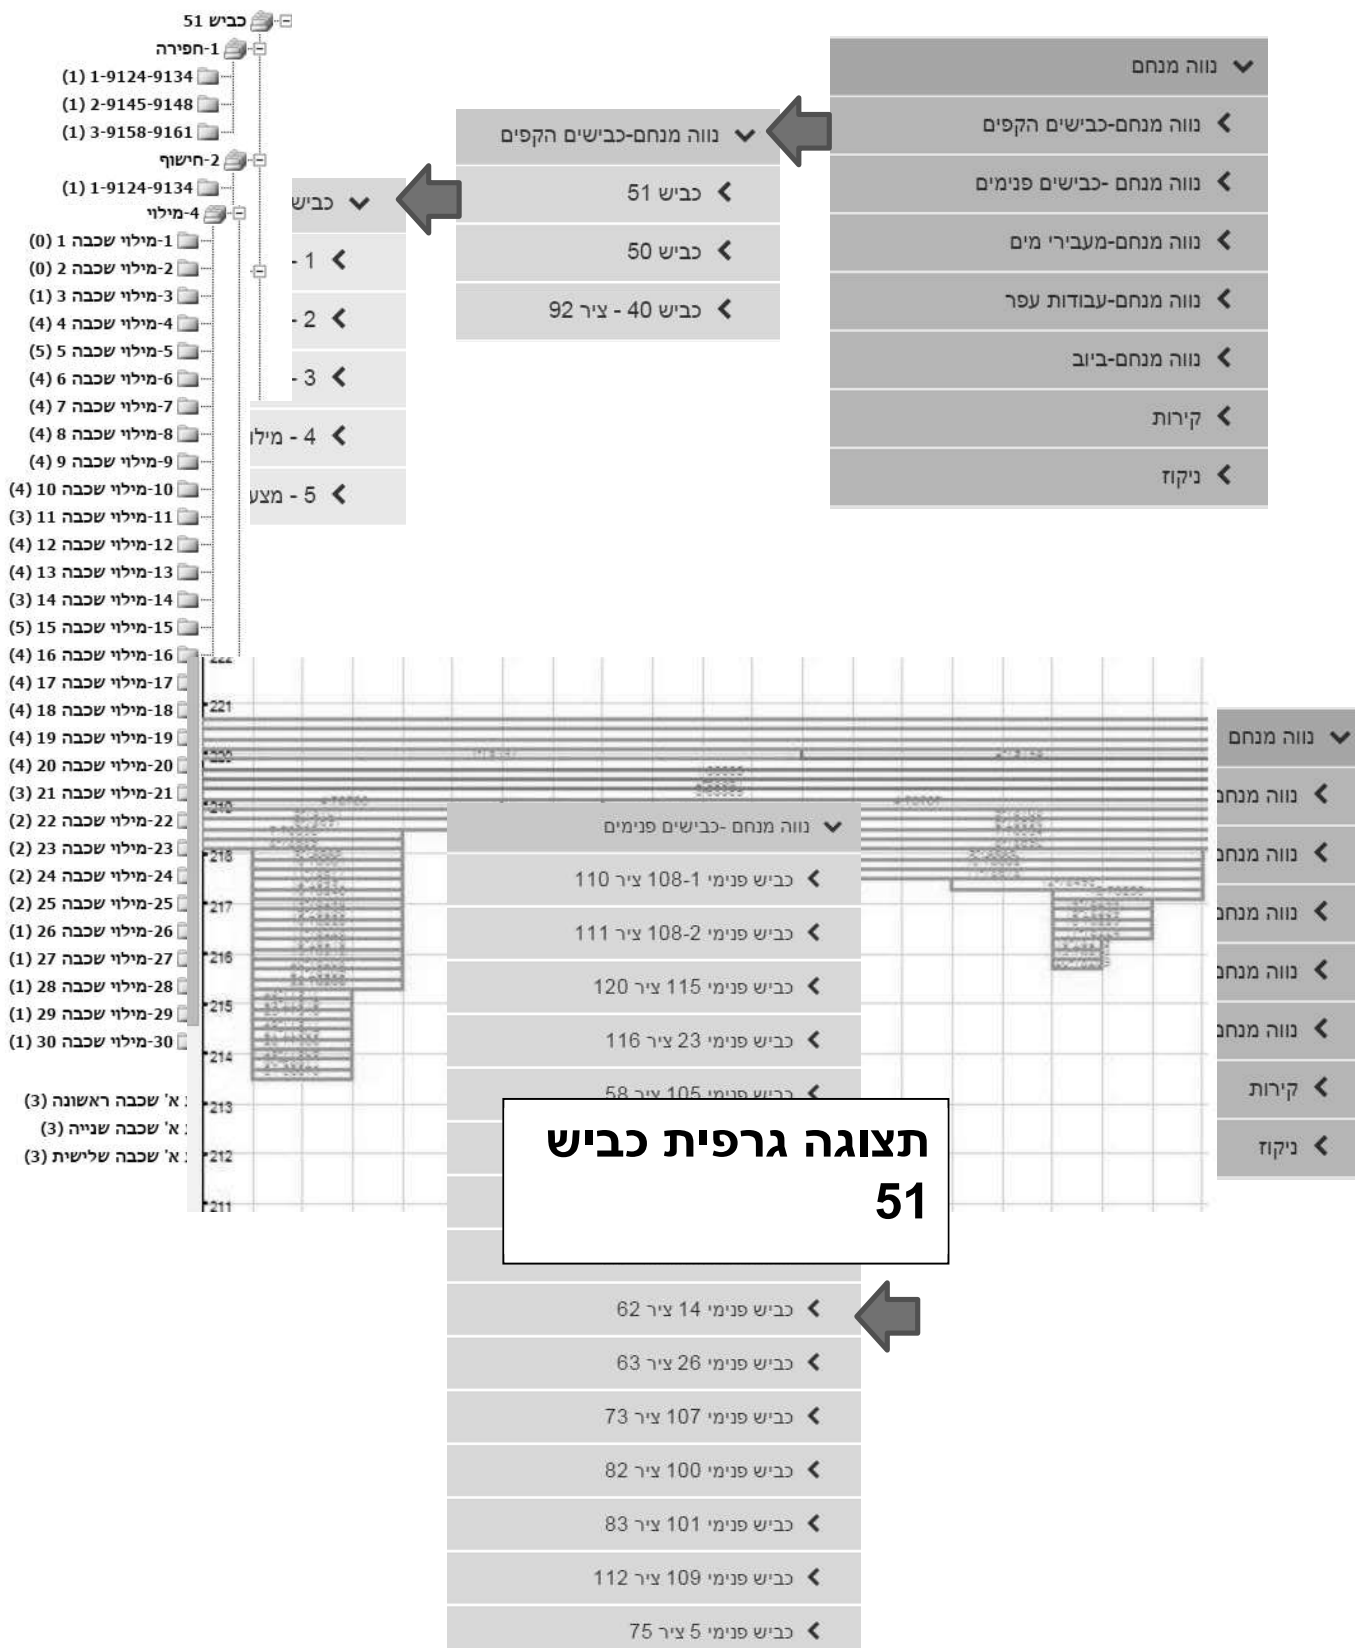 כביש 51
1-חפירה
1-9124-9134 (1)
2-9145-9148 (1)
3-9158-9161 (1)
2-חישוף
1-9124-9134 (1)
4-מילוי
1-מילוי שכבה 1 (0)
2-מילוי שכבה 2 (0)
3-מילוי שכבה 3 (1)
4-מילוי שכבה 4 (4)
5-מילוי שכבה 5 (5)
6-מילוי שכבה 6 (4)
7-מילוי שכבה 7 (4)
8-מילוי שכבה 8 (4)
9-מילוי שכבה 9 (4)
10-מילוי שכבה 10 (4)
11-מילוי שכבה 11 (3)
12-מילוי שכבה 12 (4)
13-מילוי שכבה 13 (4)
14-מילוי שכבה 14 (3)
15-מילוי שכבה 15 (5)
16-מילוי שכבה 16 (4)
17-מילוי שכבה 17 (4)
18-מילוי שכבה 18 (4)
19-מילוי שכבה 19 (4)
20-מילוי שכבה 20 (4)
21-מילוי שכבה 21 (3)
22-מילוי שכבה 22 (2)
23-מילוי שכבה 23 (2)
24-מילוי שכבה 24 (2)
25-מילוי שכבה 25 (2)
26-מילוי שכבה 26 (1)
27-מילוי שכבה 27 (1)
28-מילוי שכבה 28 (1)
29-מילוי שכבה 29 (1)
30-מילוי שכבה 30 (1)
א' שכבה ראשונה (3)
א' שכבה שנייה (3)
א' שכבה שלישית (3)
נווה מנחם
נווה מנחם-כבישים הקפים
נווה מנחם -כבישים פנימים
נווה מנחם-מעבירי מים
נווה מנחם-עבודות עפר
נווה מנחם-ביוב
קירות
ניקוז
נווה מנחם-כבישים הקפים
כביש 51
כביש 50
כביש 40 - ציר 92
כביש
1 -
2 -
3 -
4 - מילו
5 - מצע
221
220
219
218
217
216
215
214
213
212
211
נווה מנחם -כבישים פנימים
כביש פנימי 108-1 ציר 110
כביש פנימי 108-2 ציר 111
כביש פנימי 115 ציר 120
כביש פנימי 23 ציר 116
כביש פנימי 105 ציר 58
תצוגה גרפית כביש
51
כביש פנימי 14 ציר 62
כביש פנימי 26 ציר 63
כביש פנימי 107 ציר 73
כביש פנימי 100 ציר 82
כביש פנימי 101 ציר 83
כביש פנימי 109 ציר 112
כביש פנימי 5 ציר 75
נווה מנחם
נווה מנחם
נווה מנחם
נווה מנחם
נווה מנחם
נווה מנחם
קירות
ניקוז